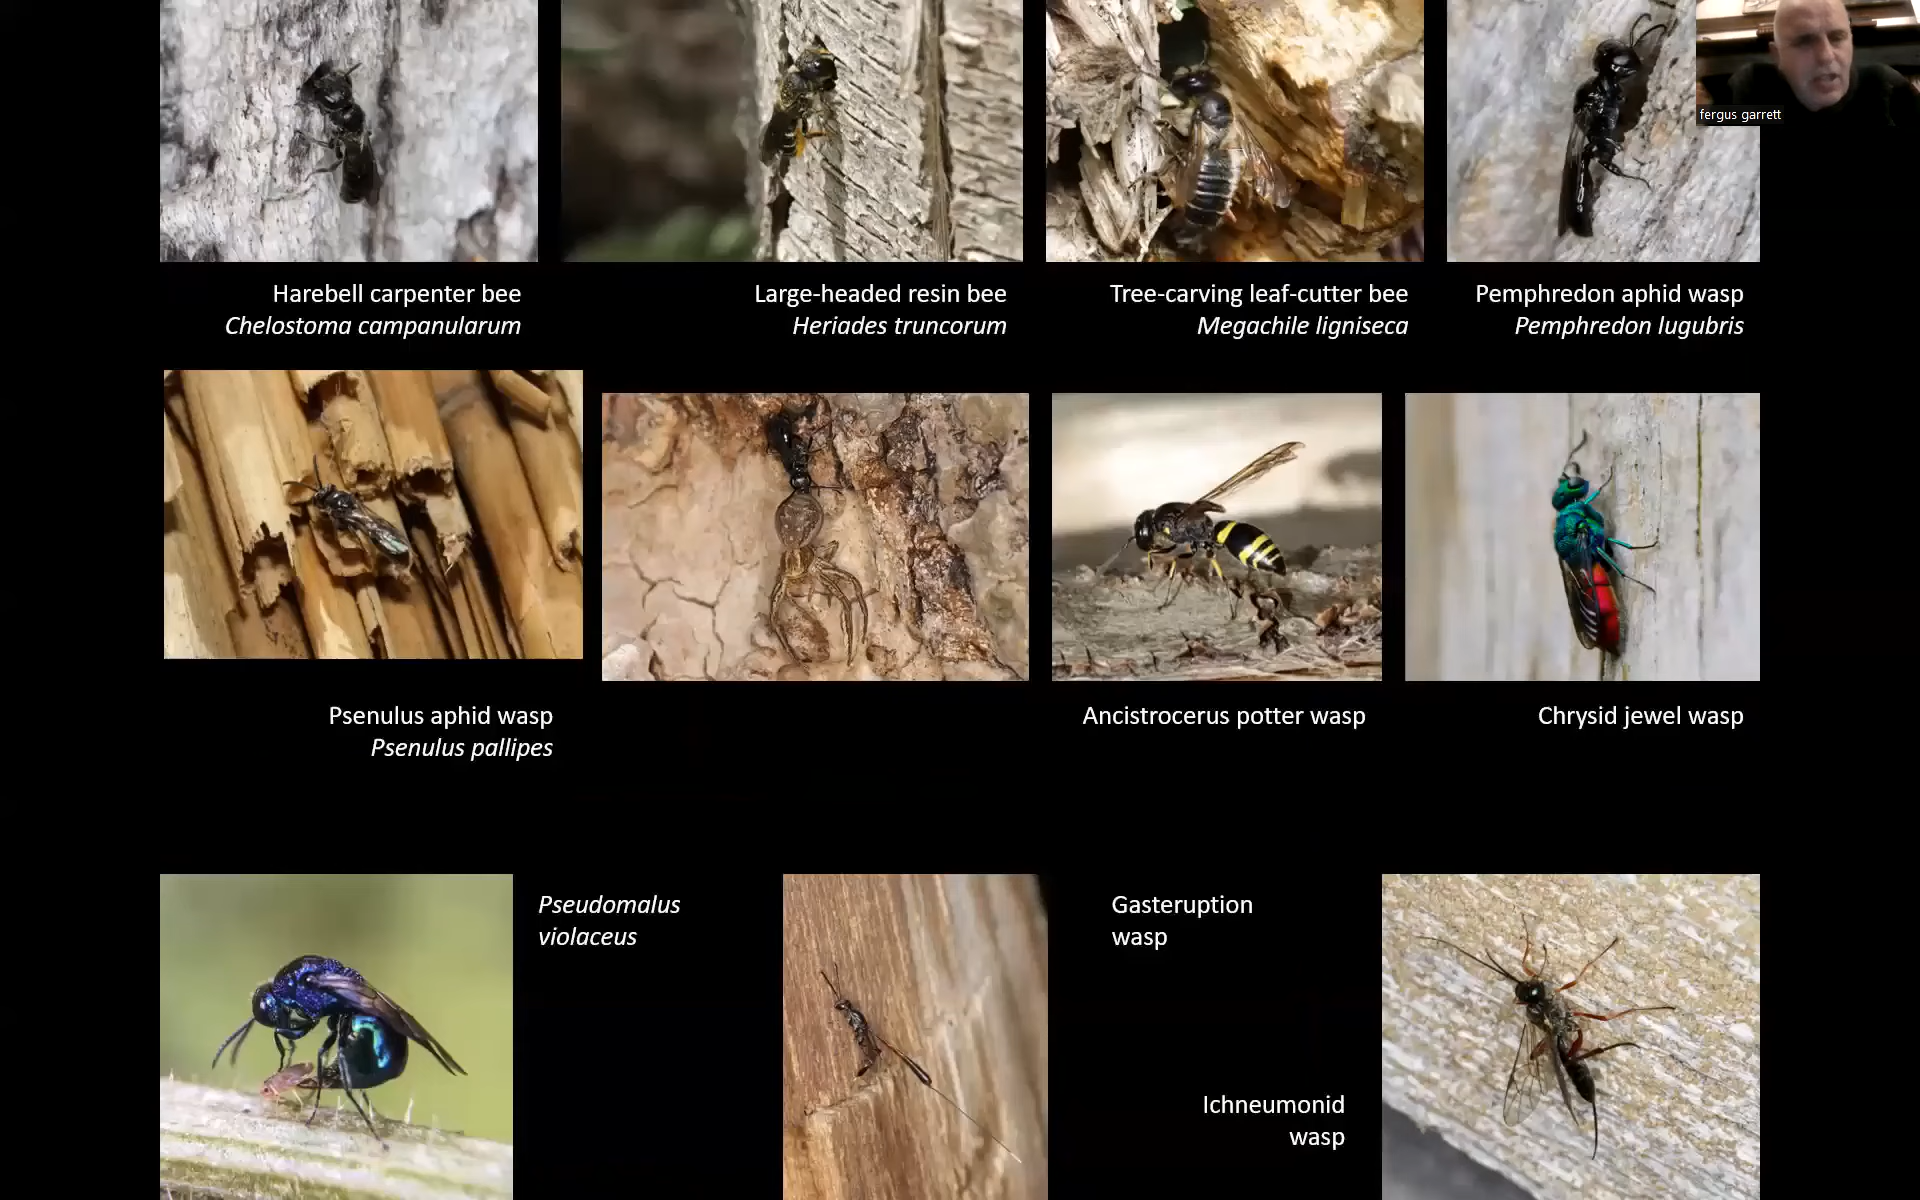 fergus garrett
Harebell carpenter bee
Chelostoma campanularum
Large-headed resin bee
Heriades truncorum
Tree-carving leaf-cutter bee
Megachile ligniseca
Pemphredon aphid wasp
Pemphredon lugubris
Psenulus aphid wasp
Psenulus pallipes
Ancistrocerus potter wasp
Chrysid jewel wasp
Pseudomalus
violaceus
Gasteruption
wasp
Ichneumonid
wasp